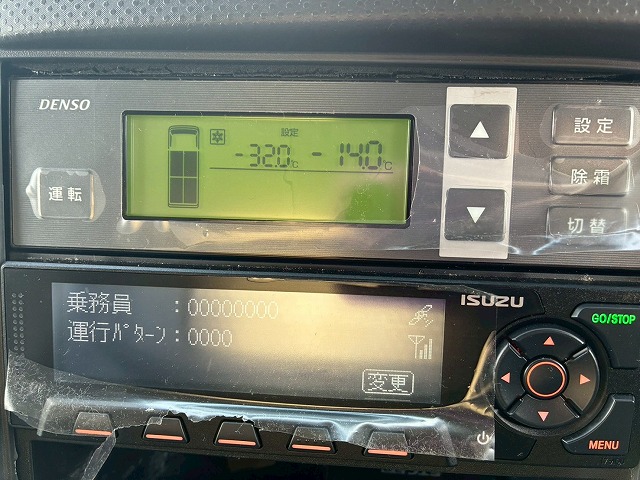 DENSO
設定
-32.0℃ -14.0℃
運転
設定
除霜
切替
ISUZU
乗務員 :00000000
運行ﾊﾟﾀｰﾝ:0000
変更
GO/STOP
MENU